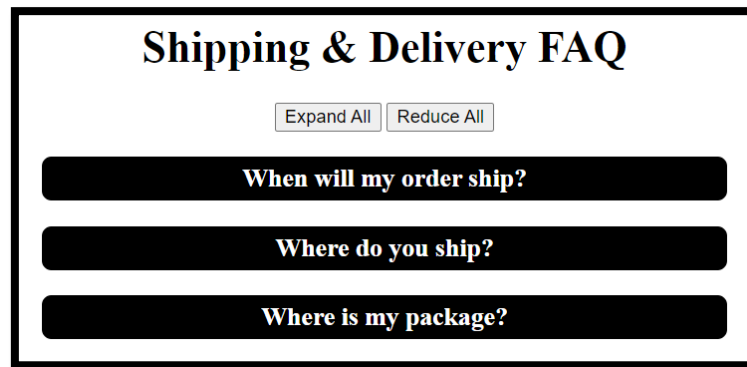 Shipping & Delivery FAQ
Expand All Reduce All
When will my order ship?
Where do you ship?
Where is my package?